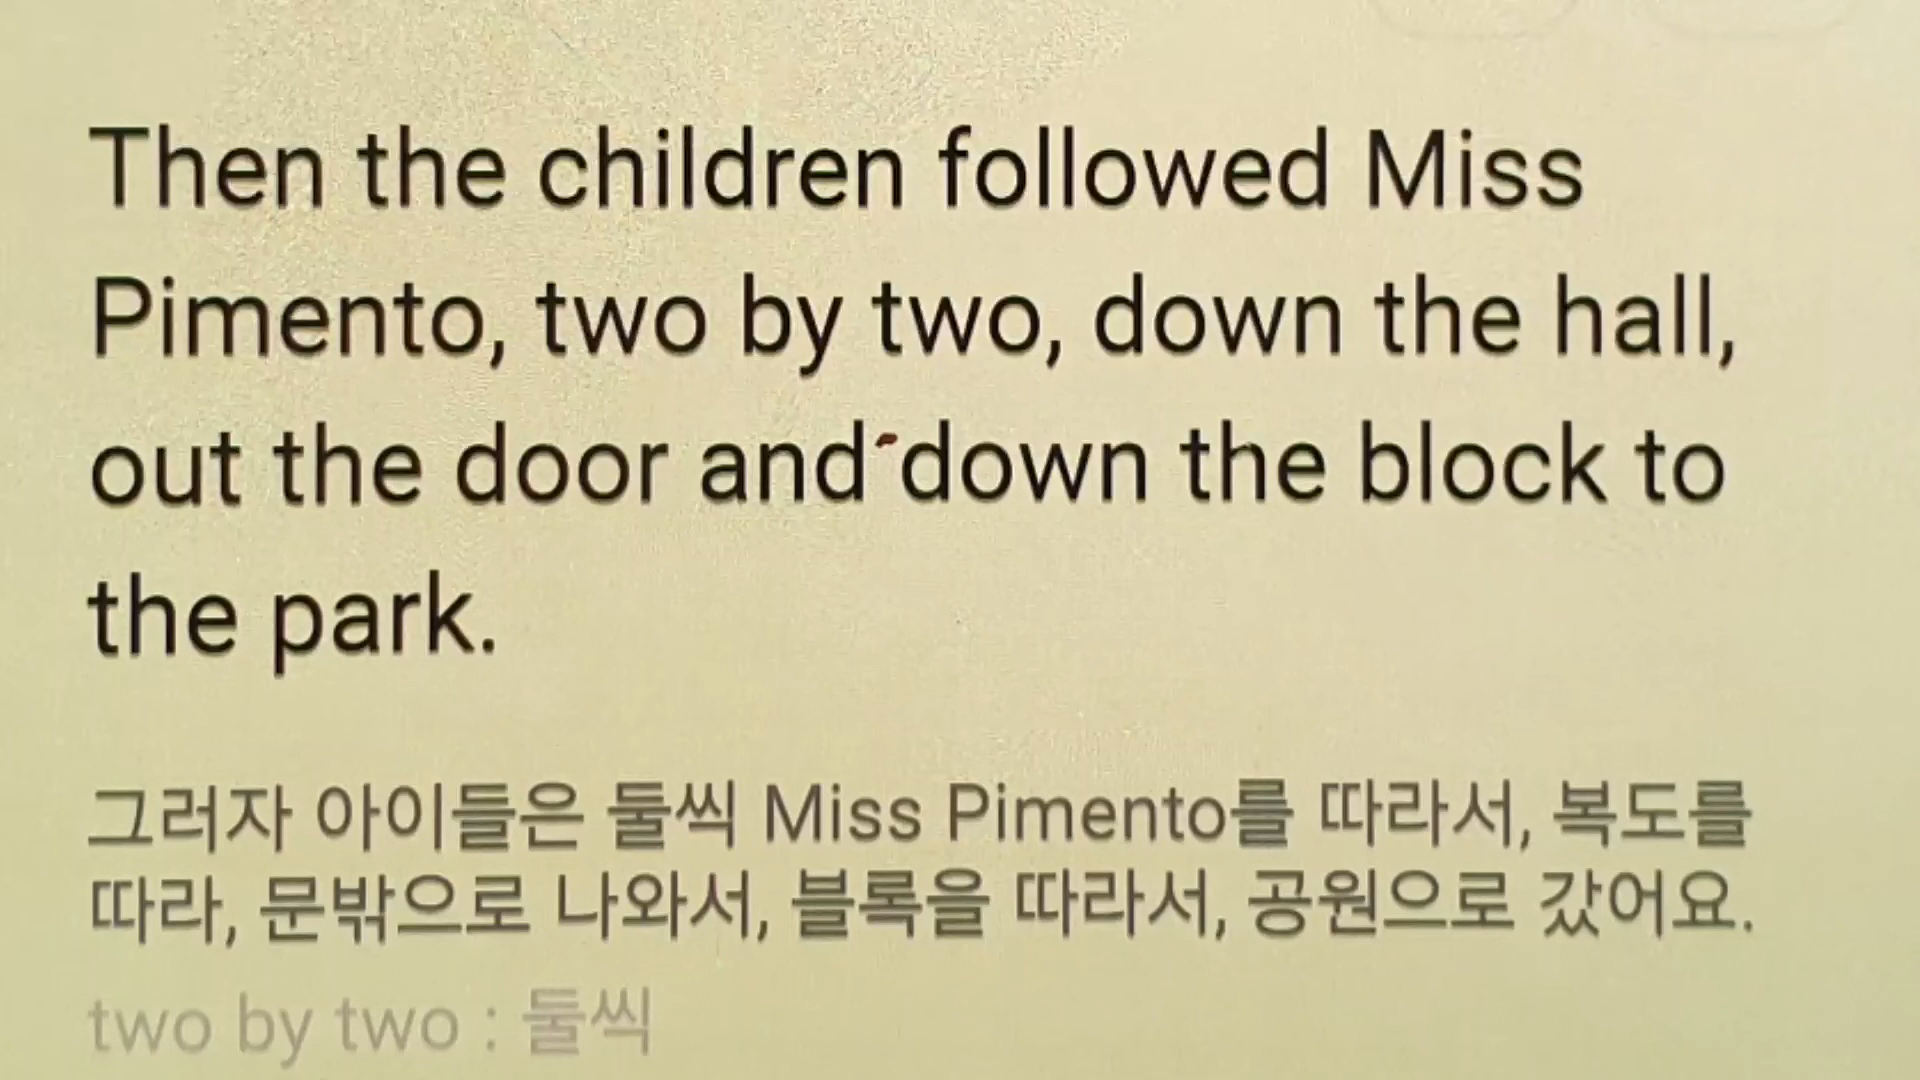 Then the children followed Miss
Pimento, two by two, down the hall,
out the door and down the block to
the park.
그러자 아이들은 둘씩 Miss Pimento를 따라서, 복도를
따라, 문밖으로 나와서, 블록을 따라서, 공원으로 갔어요.
two by two : 둘씩